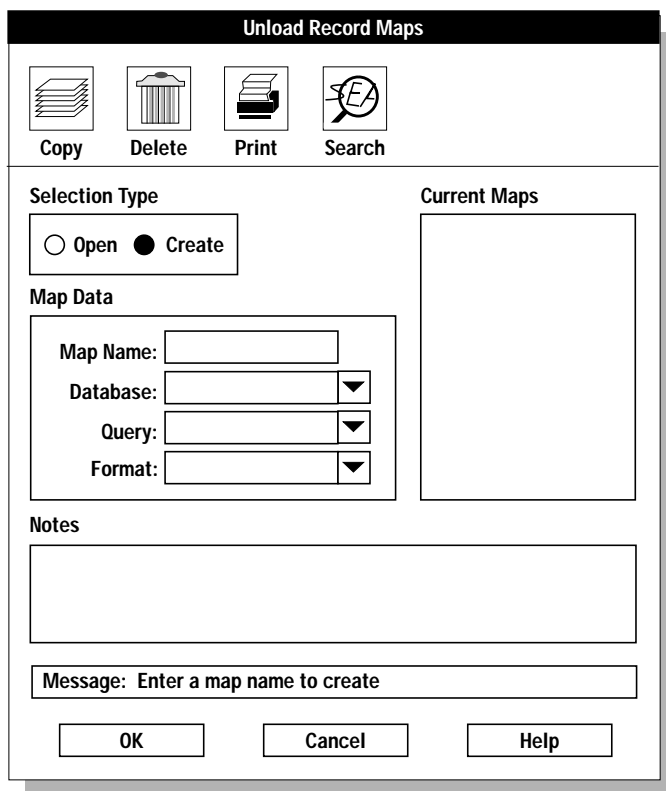 Unload Record Maps
SEA
Copy Delete Print Search
Selection Type
Open Create
Current Maps
Map Data
Map Name:
Database:
Query:
Format:
Notes
Message: Enter a map name to create
OK Cancel Help